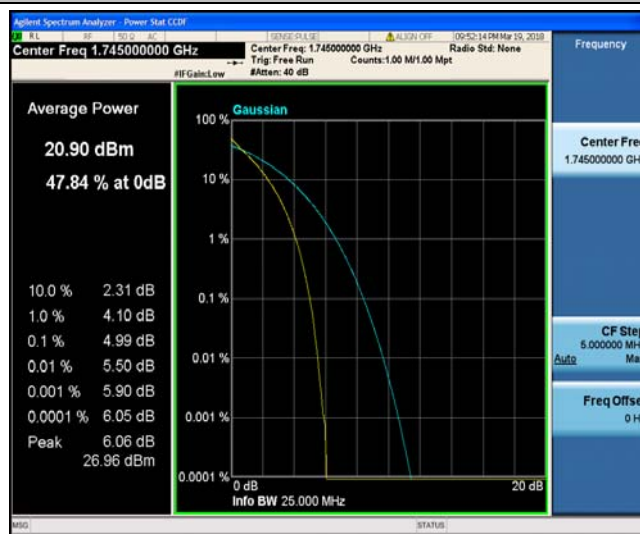 Agilent Spectrum Analyzer - Power Stat CCDF
RL RF 50 Ω AC SENSE:PULSE ALIGN OFF 09:52:14 PM Mar 19, 2018
Center Freq 1.745000000 GHz
Center Freq: 1.745000000 GHz Radio Std: None
Trig: Free Run Counts:1.00 M/1.00 Mpt
#IFGain:Low #Atten: 40 dB
Frequency
Average Power
20.90 dBm
47.84 % at 0dB
10.0 % 2.31 dB
1.0 % 4.10 dB
0.1 % 4.99 dB
0.01 % 5.50 dB
0.001 % 5.90 dB
0.0001 % 6.05 dB
Peak 6.06 dB
26.96 dBm
Gaussian
100 %
10 %
1 %
0.1 %
0.01 %
0.001 %
0.0001 %
0 dB 20 dB
Info BW 25.000 MHz
Center Fre
1.745000000 GH
CF Step
5.000000 MH
Auto Ma
Freq Offse
0 H
MSG STATUS